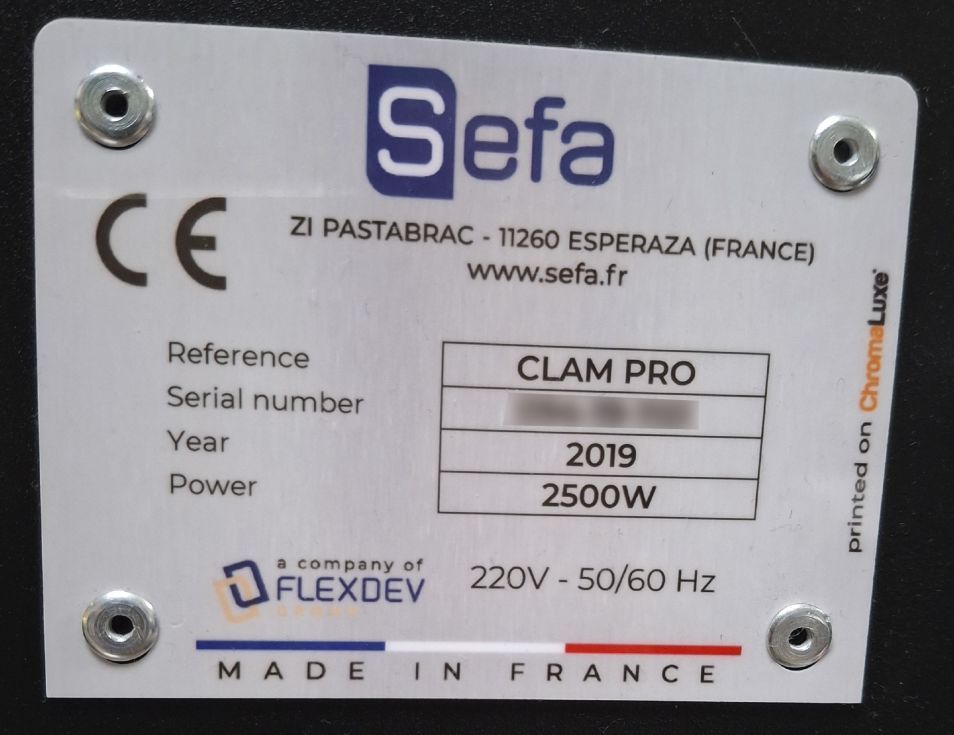 Sefa
CE
ZI PASTABRAC - 11260 ESPERAZA (FRANCE)
www.sefa.fr
Reference CLAM PRO
Serial number
Year 2019
Power 2500W
printed on ChromaLuxe
a company of
FLEXDEV
GROUP
220V - 50/60 Hz
MADE IN FRANCE